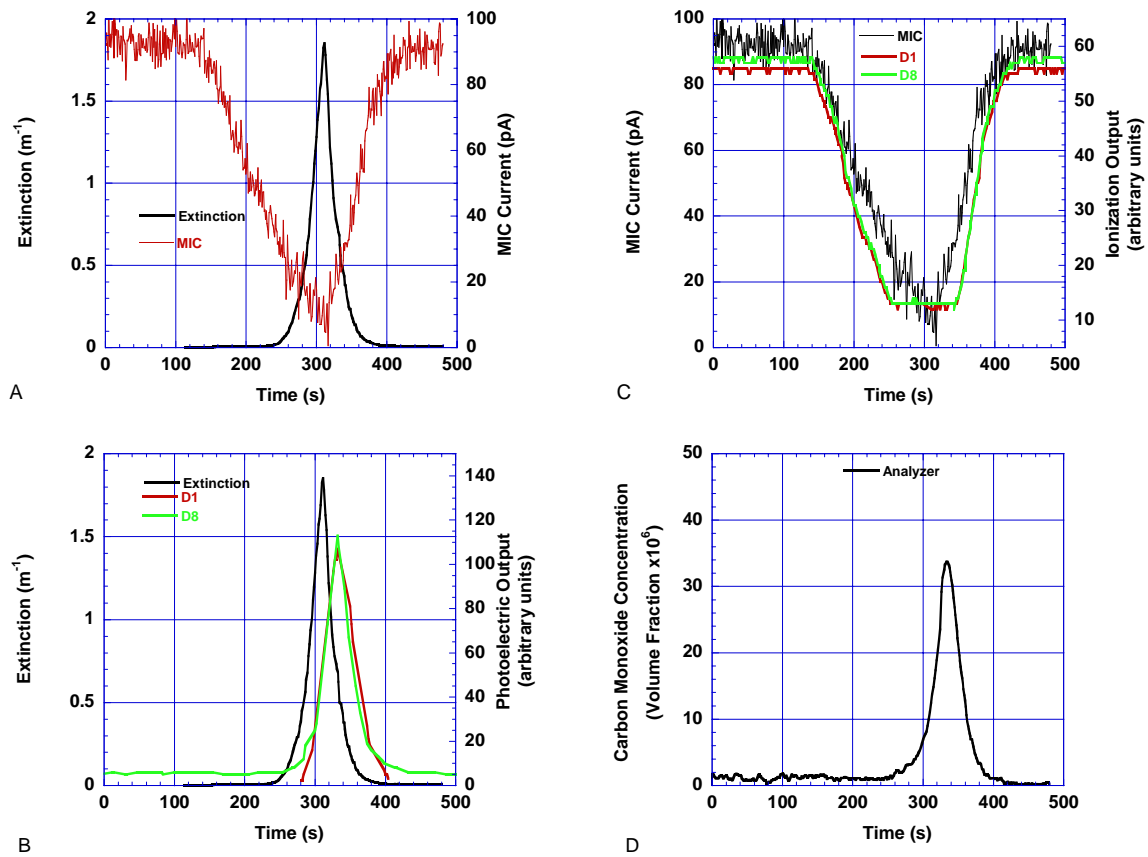 2
1.5
1
0.5
0
Extinction (m-1)
100
80
60
40
20
0
MIC Current (pA)
0 100 200 300 400 500
Time (s)
Extinction
MIC
A
100
80
60
40
20
0
MIC Current (pA)
60
50
40
30
20
10
Ionization Output
(arbitrary units)
0 100 200 300 400 500
Time (s)
MIC
D1
D8
C
2
1.5
1
0.5
0
Extinction (m-1)
140
120
100
80
60
40
20
0
Photoelectric Output
(arbitrary units)
0 100 200 300 400 500
Time (s)
Extinction
D1
D8
B
50
40
30
20
10
0
Carbon Monoxide Concentration
(Volume Fraction x106)
0 100 200 300 400 500
Time (s)
Analyzer
D